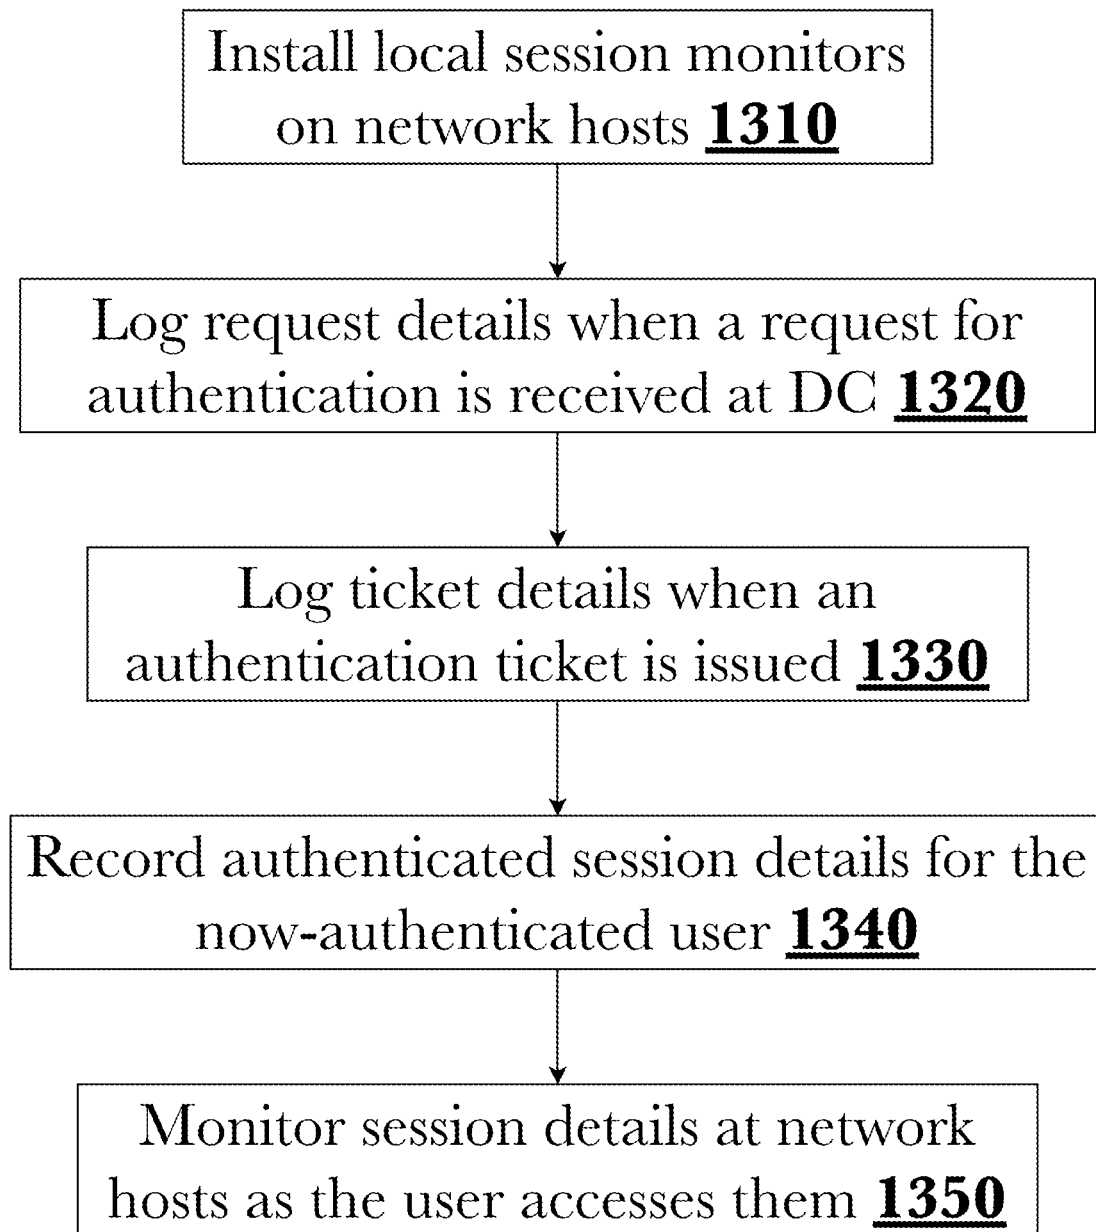 Install local session monitors
on network hosts 1310
Log request details when a request for
authentication is received at DC 1320
Log ticket details when an
authentication ticket is issued 1330
Record authenticated session details for the
now-authenticated user 1340
Monitor session details at network
hosts as the user accesses them 1350